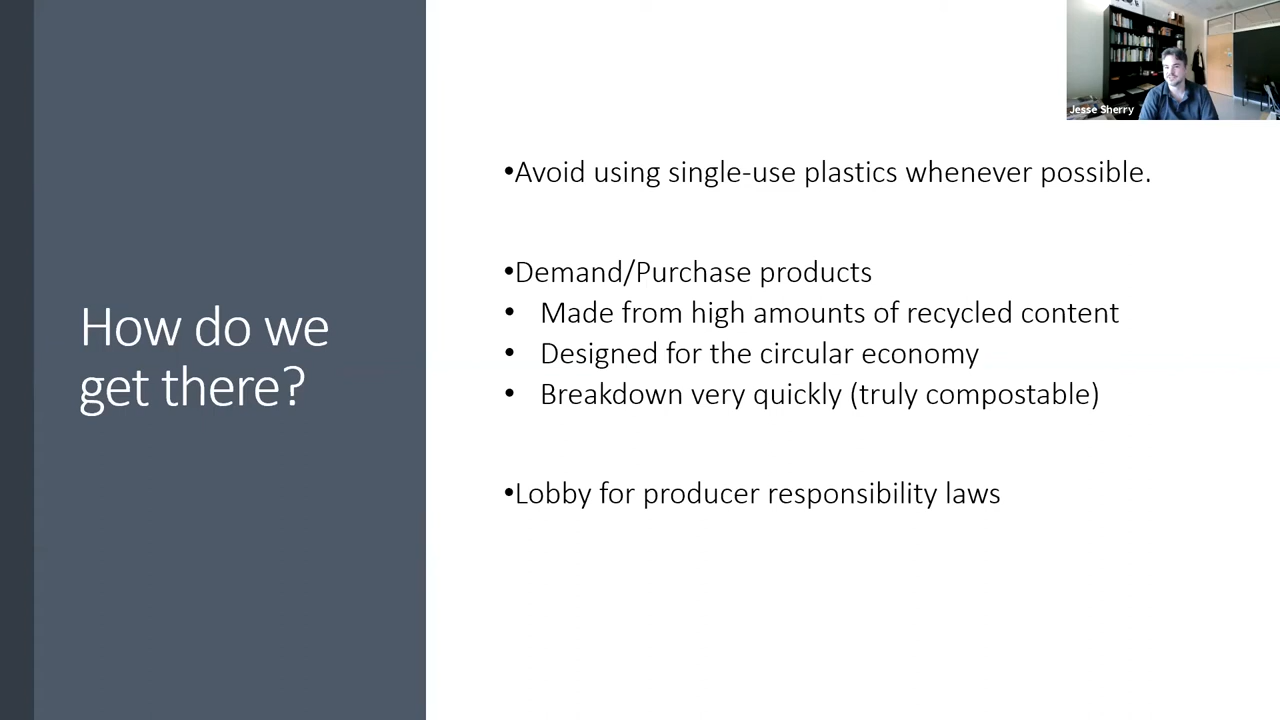 Jesse Sherry
How do we
get there?
•Avoid using single-use plastics whenever possible.
•Demand/Purchase products
• Made from high amounts of recycled content
• Designed for the circular economy
• Breakdown very quickly (truly compostable)
•Lobby for producer responsibility laws